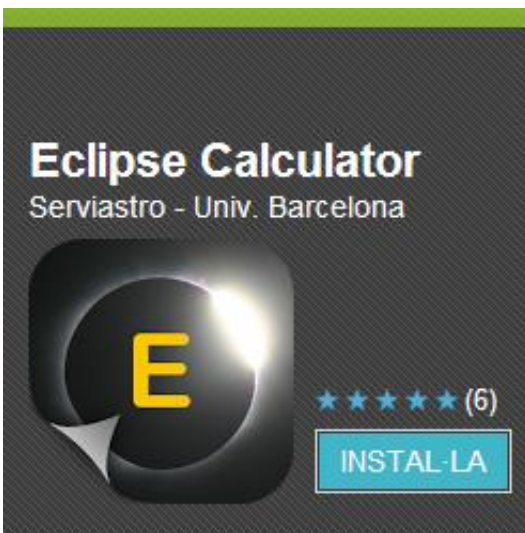 Eclipse Calculator
Serviastro - Univ. Barcelona
E
(6)
INSTAL·LA